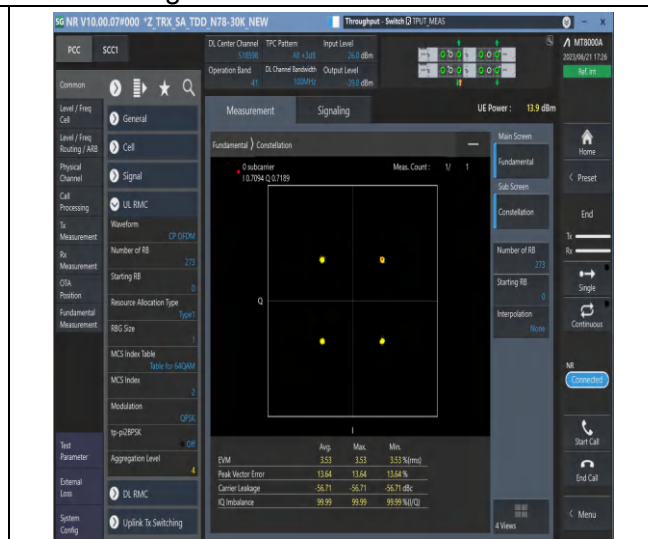 5G NR V10.00.07#000 *Z_TRX_SA_TDD_N78-30K_NEW
Throughput - Switch TPUT_MEAS
PCC
SCC1
DL Center Channel
518598
TPC Pattern
All +3dB
Input Level
26.0 dBm
Operation Band
41
DL Channel Bandwidth
100MHz
Output Level
-29.0 dBm
MT8000A
2023/06/21 17:26
Ref. Int
Common
Level / Freq
Cell
Level / Freq
Routing / ARB
Physical
Channel
Call
Processing
Tx
Measurement
Rx
Measurement
OTA
Position
Fundamental
Measurement
Test
Parameter
External
Loss
System
Config
General
Cell
Signal
UL RMC
Waveform
CP OFDM
Number of RB
273
Starting RB
0
Resource Allocation Type
Type1
RBG Size
1
MCS Index Table
Table for 64QAM
MCS Index
2
Modulation
QPSK
tp-pi2BPSK
Off
Aggregation Level
4
DL RMC
Uplink Tx Switching
Measurement
Signaling
UE Power : 13.9 dBm
Fundamental ) Constellation
0 subcarrier
Meas. Count : 1/ 1
I 0.7094 Q 0.7189
Q
I
Avg. Max. Min.
EVM 3.53 3.53 3.53 %(rms)
Peak Vector Error 13.64 13.64 13.64 %
Carrier Leakage -56.71 -56.71 -56.71 dBc
IQ Imbalance 99.99 99.99 99.99 %(I/Q)
Main Screen
Fundamental
Sub Screen
Constellation
Number of RB
273
Starting RB
0
Interpolation
None
4 Views
Home
Preset
End
Tx
Rx
Single
Continuous
NR
Connected
Start Call
End Call
Menu